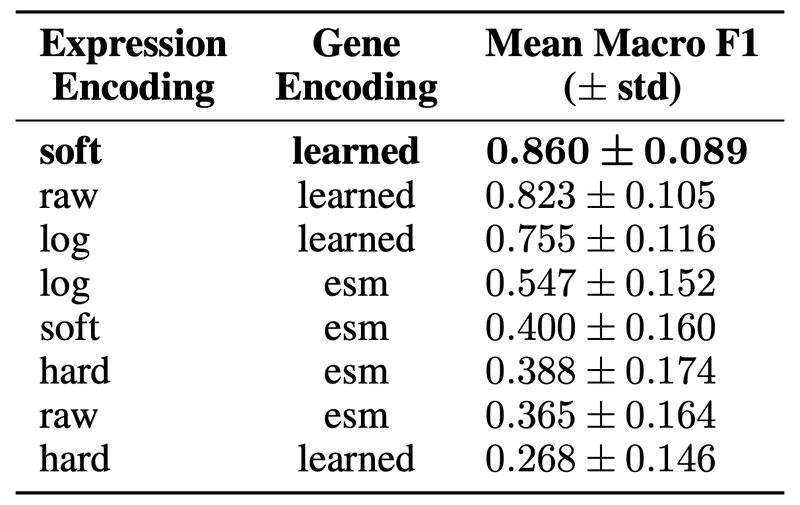 Expression Gene Mean Macro F1
Encoding Encoding (± std)
soft learned 0.860 ± 0.089
raw learned 0.823 ± 0.105
log learned 0.755 ± 0.116
log esm 0.547 ± 0.152
soft esm 0.400 ± 0.160
hard esm 0.388 ± 0.174
raw esm 0.365 ± 0.164
hard learned 0.268 ± 0.146